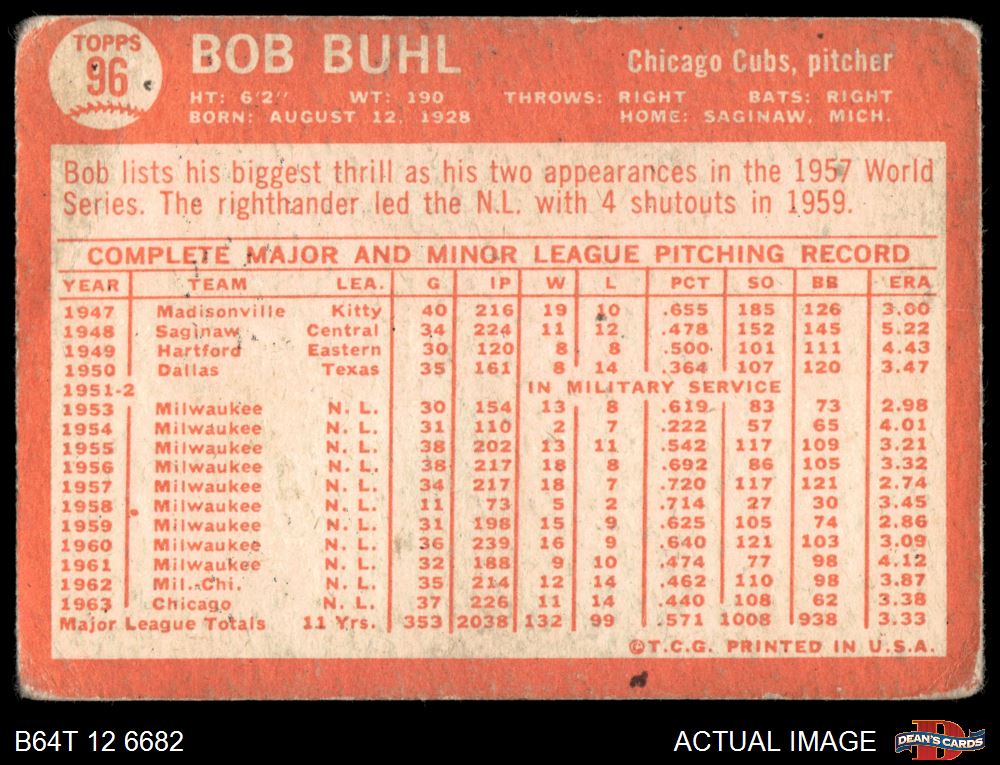 TOPPS
96
BOB BUHL
Chicago Cubs, pitcher
HT: 6'2" WT: 190 THROWS: RIGHT BATS: RIGHT
BORN: AUGUST 12, 1928 HOME: SAGINAW, MICH.
Bob lists his biggest thrill as his two appearances in the 1957 World
Series. The righthander led the N.L. with 4 shutouts in 1959.
COMPLETE MAJOR AND MINOR LEAGUE PITCHING RECORD
YEAR TEAM LEA. G IP W L PCT SO BB ERA
1947 Madisonville Kitty 40 216 19 10 .655 185 126 3.00
1948 Saginaw Central 34 224 11 12 .478 152 145 5.22
1949 Hartford Eastern 30 120 8 8 .500 101 111 4.43
1950 Dallas Texas 35 161 8 14 .364 107 120 3.47
1951-2 IN MILITARY SERVICE
1953 Milwaukee N. L. 30 154 13 8 .619 83 73 2.98
1954 Milwaukee N. L. 31 110 2 7 .222 57 65 4.01
1955 Milwaukee N. L. 38 202 13 11 .542 117 109 3.21
1956 Milwaukee N. L. 38 217 18 8 .692 86 105 3.32
1957 Milwaukee N. L. 34 217 18 7 .720 117 121 2.74
1958 Milwaukee N. L. 11 73 5 2 .714 27 30 3.45
1959 Milwaukee N. L. 31 198 15 9 .625 105 74 2.86
1960 Milwaukee N. L. 36 239 16 9 .640 121 103 3.09
1961 Milwaukee N. L. 32 188 9 10 .474 77 98 4.12
1962 Mil.-Chi. N. L. 35 214 12 14 .462 110 98 3.87
1963 Chicago N. L. 37 226 11 14 .440 108 62 3.38
Major League Totals 11 Yrs. 353 2038 132 99 .571 1008 938 3.33
©T.C.G. PRINTED IN U.S.A.
B64T 12 6682
ACTUAL IMAGE
D
DEAN'S CARDS